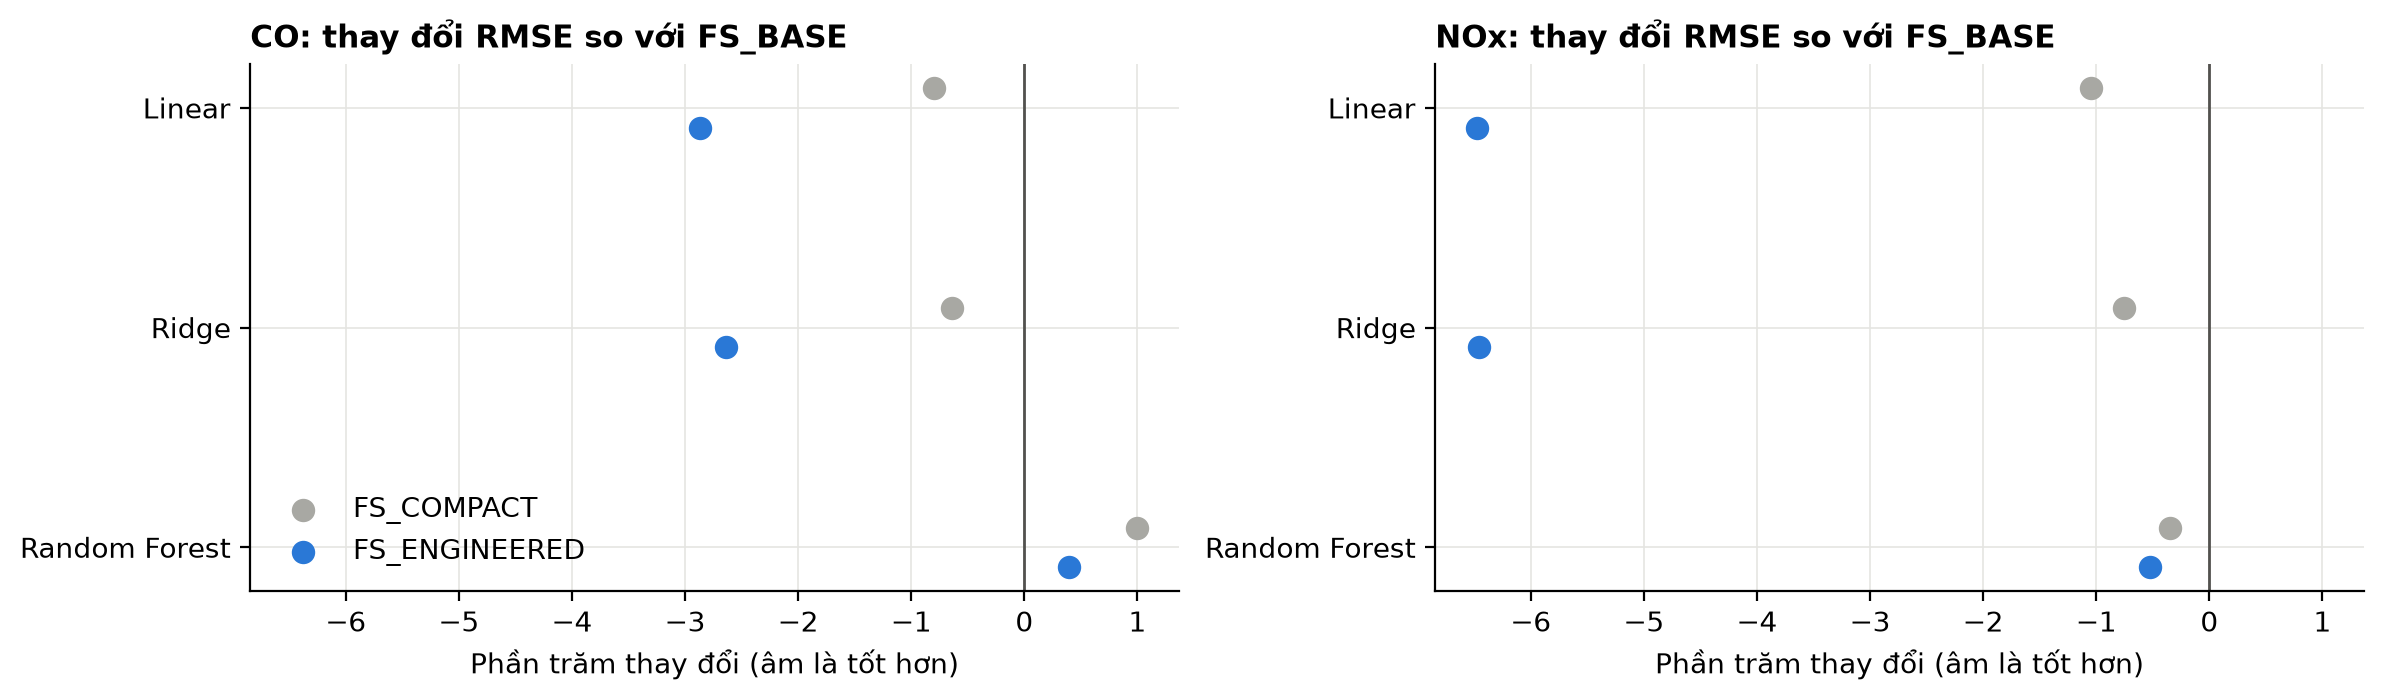 CO: thay đổi RMSE so với FS_BASE
Linear
Ridge
Random Forest
FS_COMPACT
FS_ENGINEERED
−6 −5 −4 −3 −2 −1 0 1
Phần trăm thay đổi (âm là tốt hơn)
NOx: thay đổi RMSE so với FS_BASE
Linear
Ridge
Random Forest
−6 −5 −4 −3 −2 −1 0 1
Phần trăm thay đổi (âm là tốt hơn)